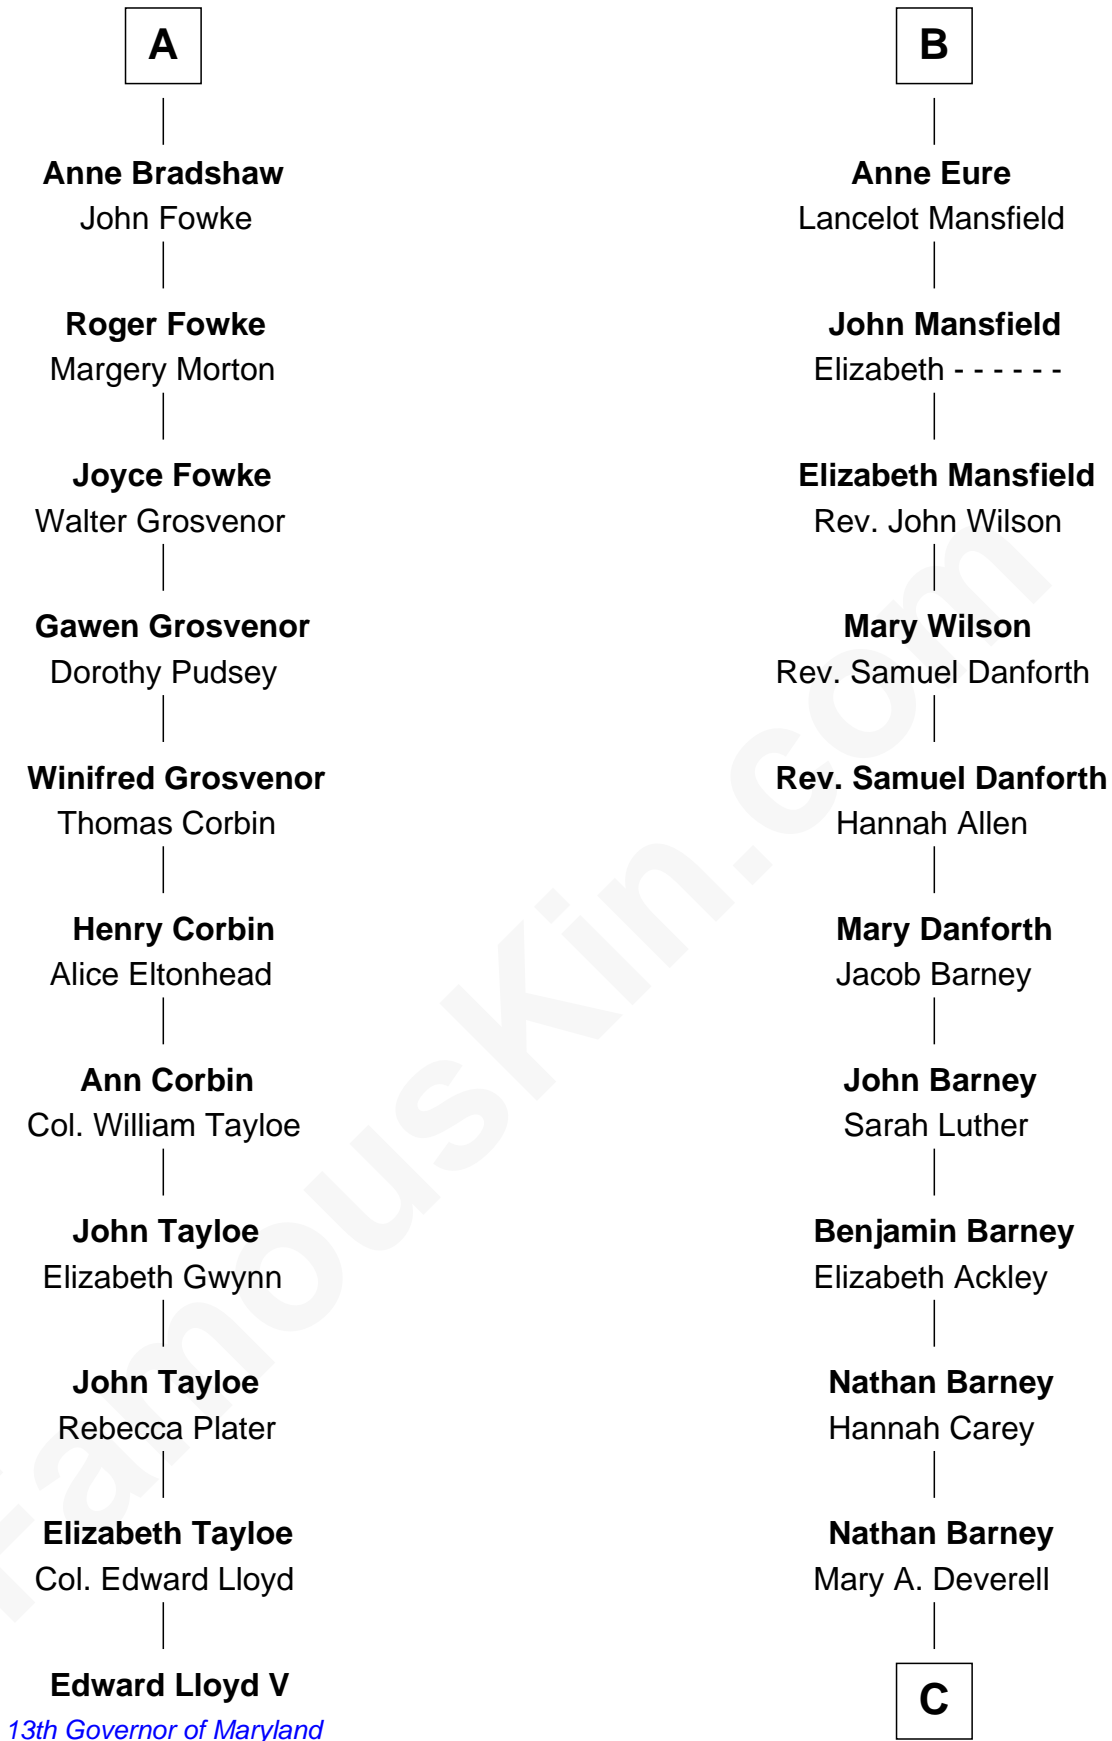 A
Anne Bradshaw
John Fowke
Roger Fowke
Margery Morton
Joyce Fowke
Walter Grosvenor
Gawen Grosvenor
Dorothy Pudsey
Winifred Grosvenor
Thomas Corbin
Henry Corbin
Alice Eltonhead
Ann Corbin
Col. William Tayloe
John Tayloe
Elizabeth Gwynn
John Tayloe
Rebecca Plater
Elizabeth Tayloe
Col. Edward Lloyd
Edward Lloyd V
13th Governor of Maryland
B
Anne Eure
Lancelot Mansfield
John Mansfield
Elizabeth - - - - - -
Elizabeth Mansfield
Rev. John Wilson
Mary Wilson
Rev. Samuel Danforth
Rev. Samuel Danforth
Hannah Allen
Mary Danforth
Jacob Barney
John Barney
Sarah Luther
Benjamin Barney
Elizabeth Ackley
Nathan Barney
Hannah Carey
Nathan Barney
Mary A. Deverell
C
FamousKin.com